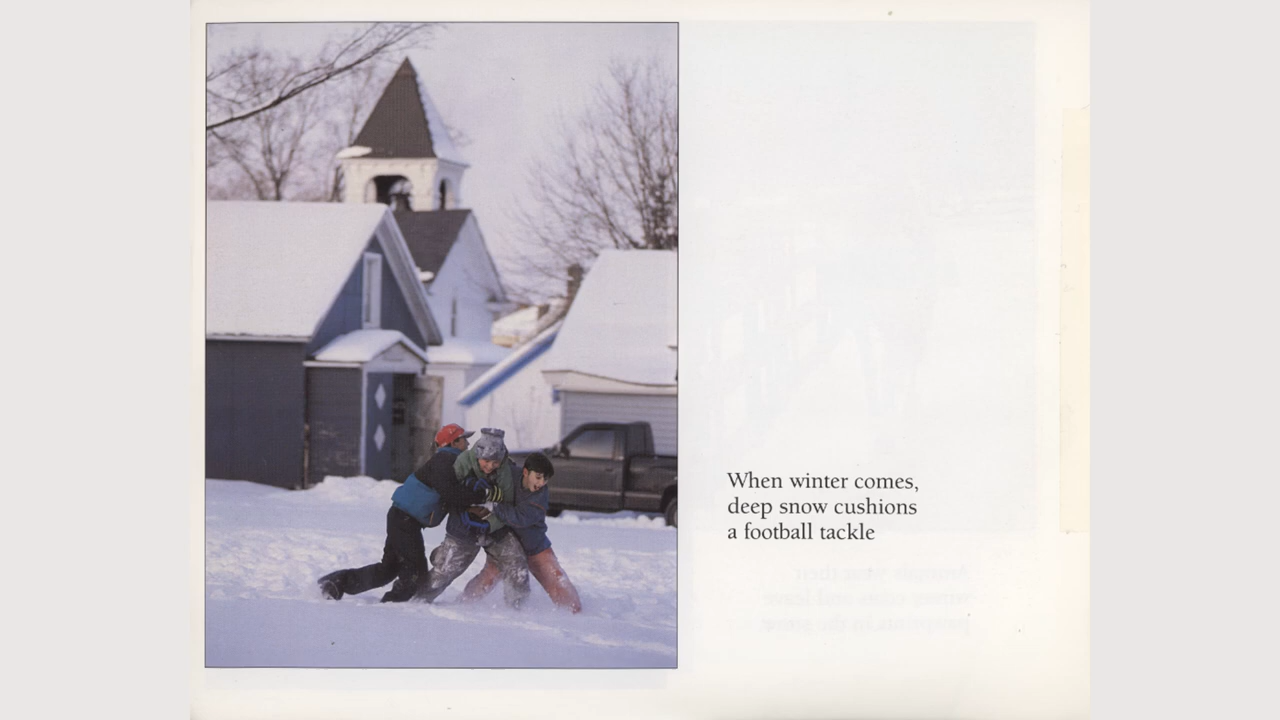 When winter comes,
deep snow cushions
a football tackle